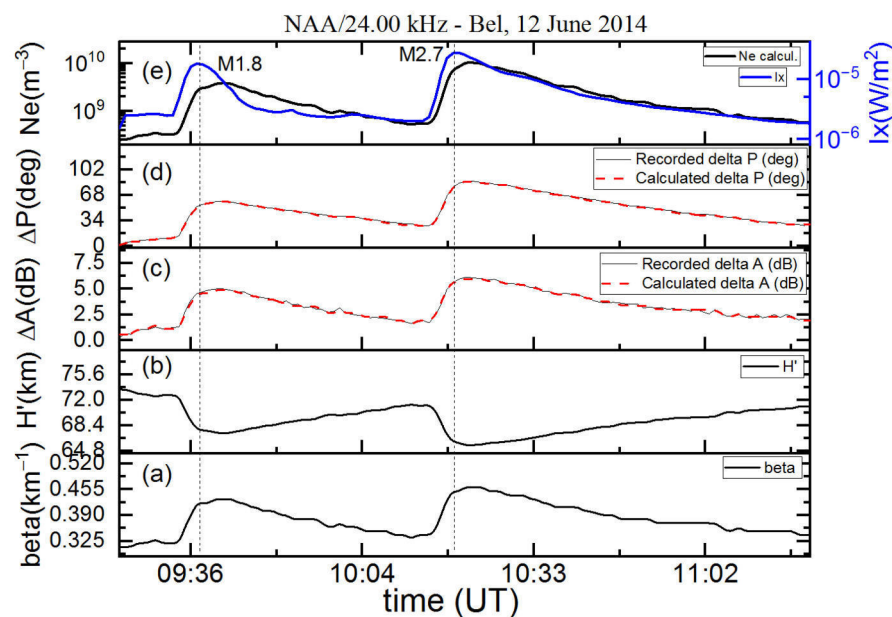 NAA/24.00 kHz - Bel, 12 June 2014
(e)
M1.8
M2.7
Ne calcul.
Ix
Ne(m⁻³)
10¹⁰
10⁹
Ix(W/m²)
10⁻⁵
10⁻⁶
(d)
Recorded delta P (deg)
Calculated delta P (deg)
ΔP(deg)
102
68
34
0
(c)
Recorded delta A (dB)
Calculated delta A (dB)
ΔA(dB)
7.5
5.0
2.5
0.0
(b)
H'
H'(km)
75.6
72.0
68.4
64.8
(a)
beta
beta(km⁻¹)
0.520
0.455
0.390
0.325
09:36
10:04
10:33
11:02
time (UT)